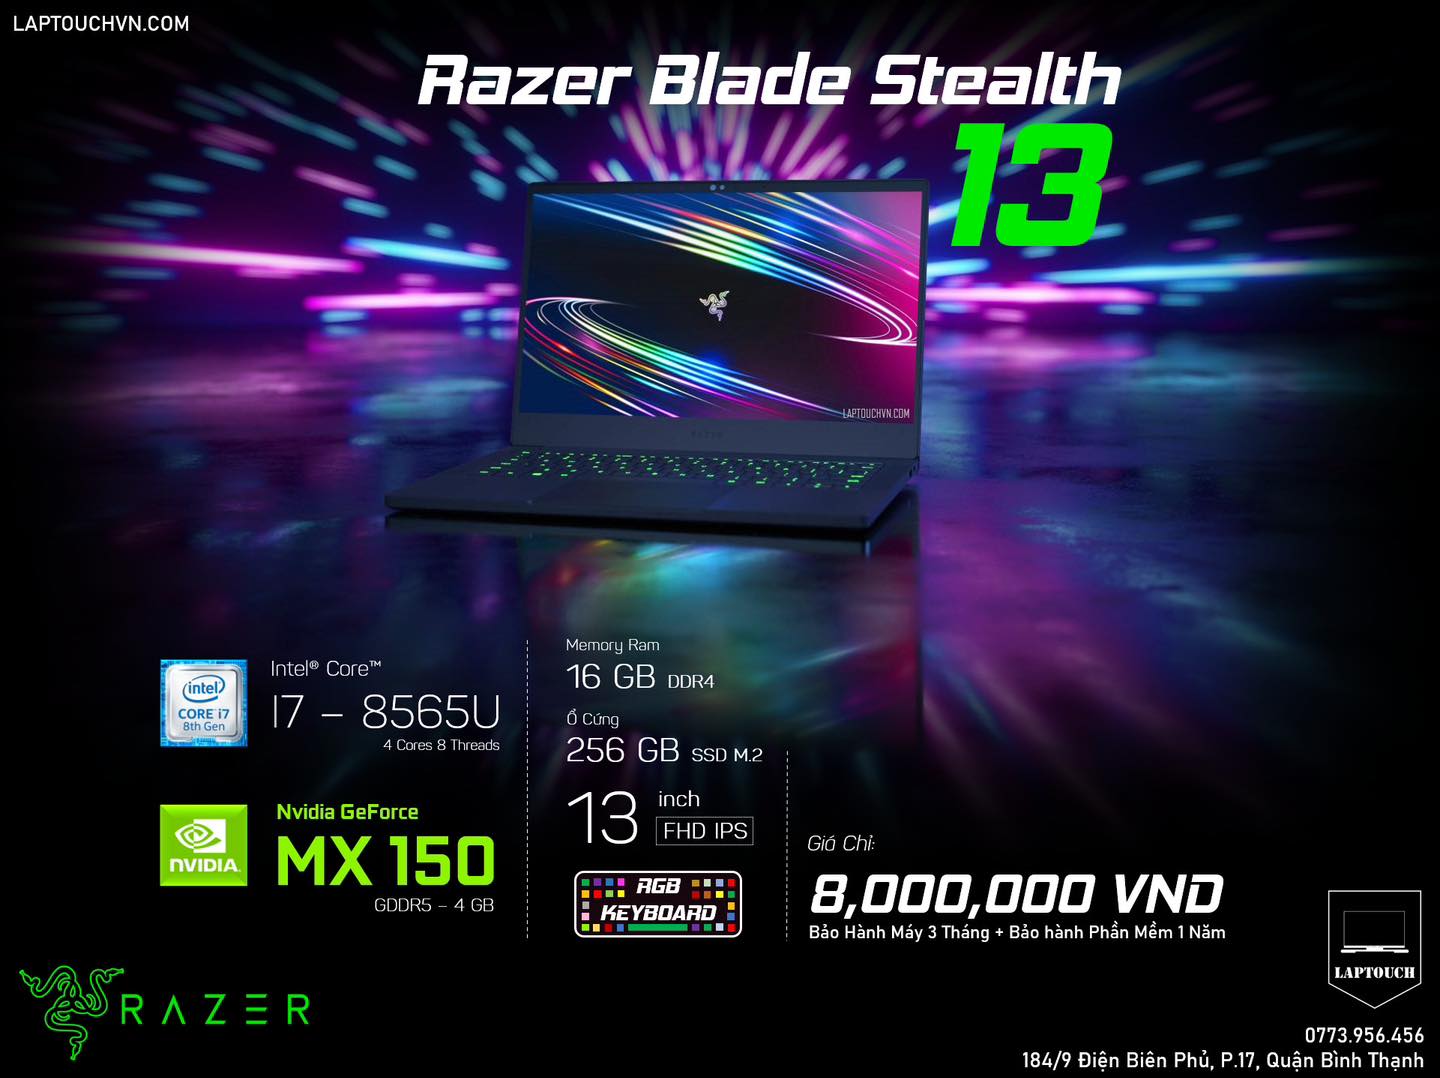 LAPTOUCHVN.COM
Razer Blade Stealth
13
LAPTOUCHVN.COM
RAZER
intel
CORE i7
8th Gen
Intel® Core™
I7 – 8565U
4 Cores 8 Threads
NVIDIA.
Nvidia GeForce
MX 150
GDDR5 – 4 GB
Memory Ram
16 GB DDR4
Ổ Cứng
256 GB SSD M.2
13 inch
FHD IPS
RGB
KEYBOARD
Giá Chỉ:
8,000,000 VND
Bảo Hành Máy 3 Tháng + Bảo hành Phần Mềm 1 Năm
RAZER
LAPTOUCH
0773.956.456
184/9 Điện Biên Phủ, P.17, Quận Bình Thạnh